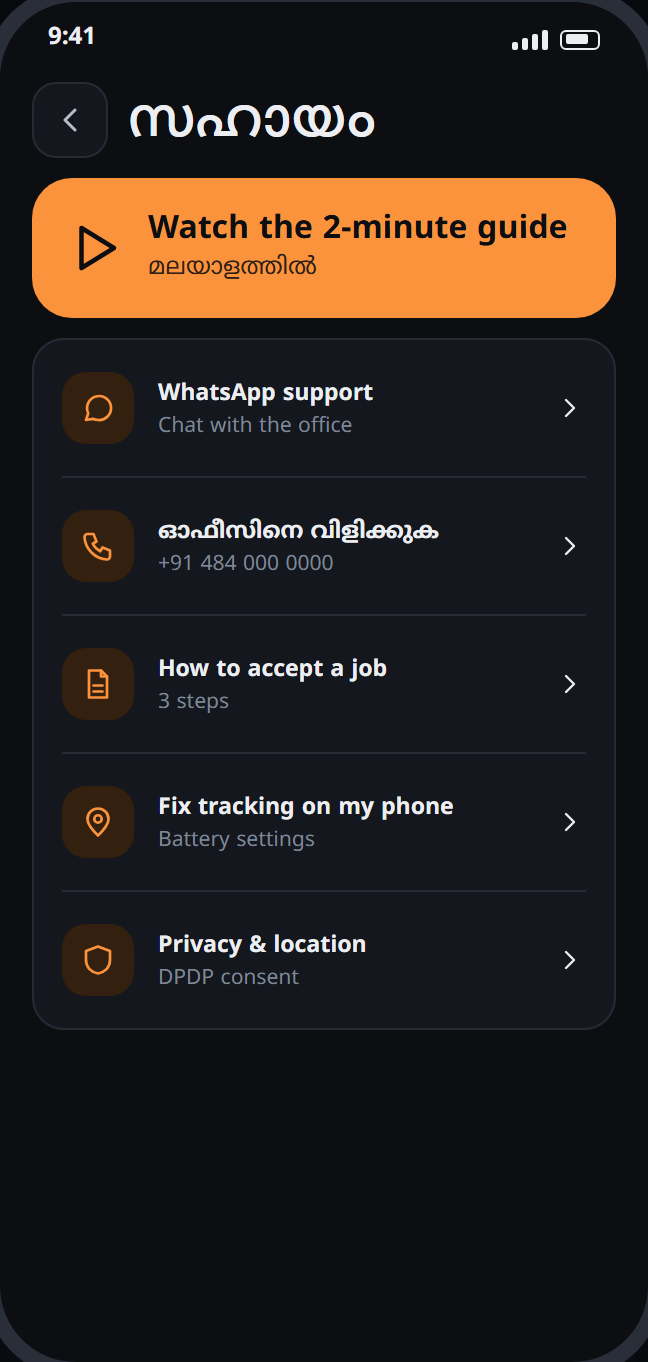 9:41
സഹായം
Watch the 2-minute guide
മലയാളത്തിൽ
WhatsApp support
Chat with the office
ഓഫീസിനെ വിളിക്കുക
+91 484 000 0000
How to accept a job
3 steps
Fix tracking on my phone
Battery settings
Privacy & location
DPDP consent